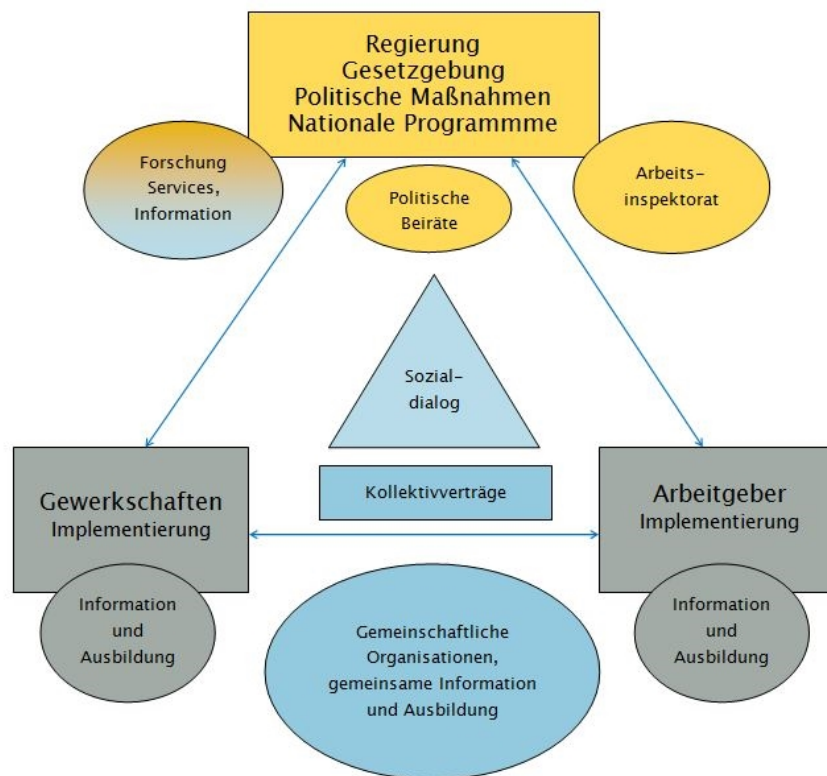 Regierung
Gesetzgebung
Politische Maßnahmen
Nationale Programmme
Forschung
Services,
Information
Politische
Beiräte
Arbeits-
inspektorat
Sozial-
dialog
Kollektivverträge
Gewerkschaften
Implementierung
Arbeitgeber
Implementierung
Information
und
Ausbildung
Gemeinschaftliche
Organisationen,
gemeinsame Information
und Ausbildung
Information
und
Ausbildung